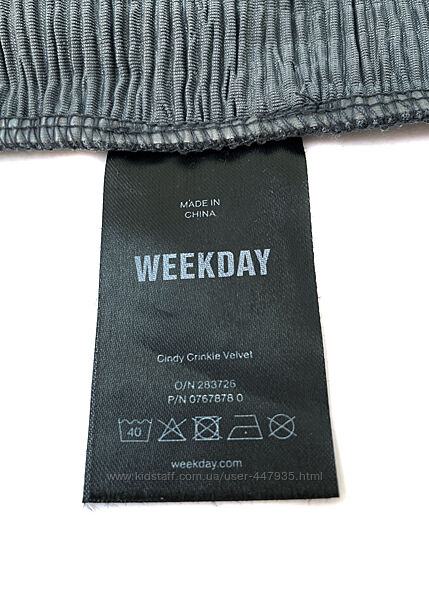 MADE IN
CHINA
WEEKDAY
Cindy Crinkle Velvet
O/N 283726
P/N 0767878 0
40
weekday.com
www.kidstaff.com.ua/user-447935.html